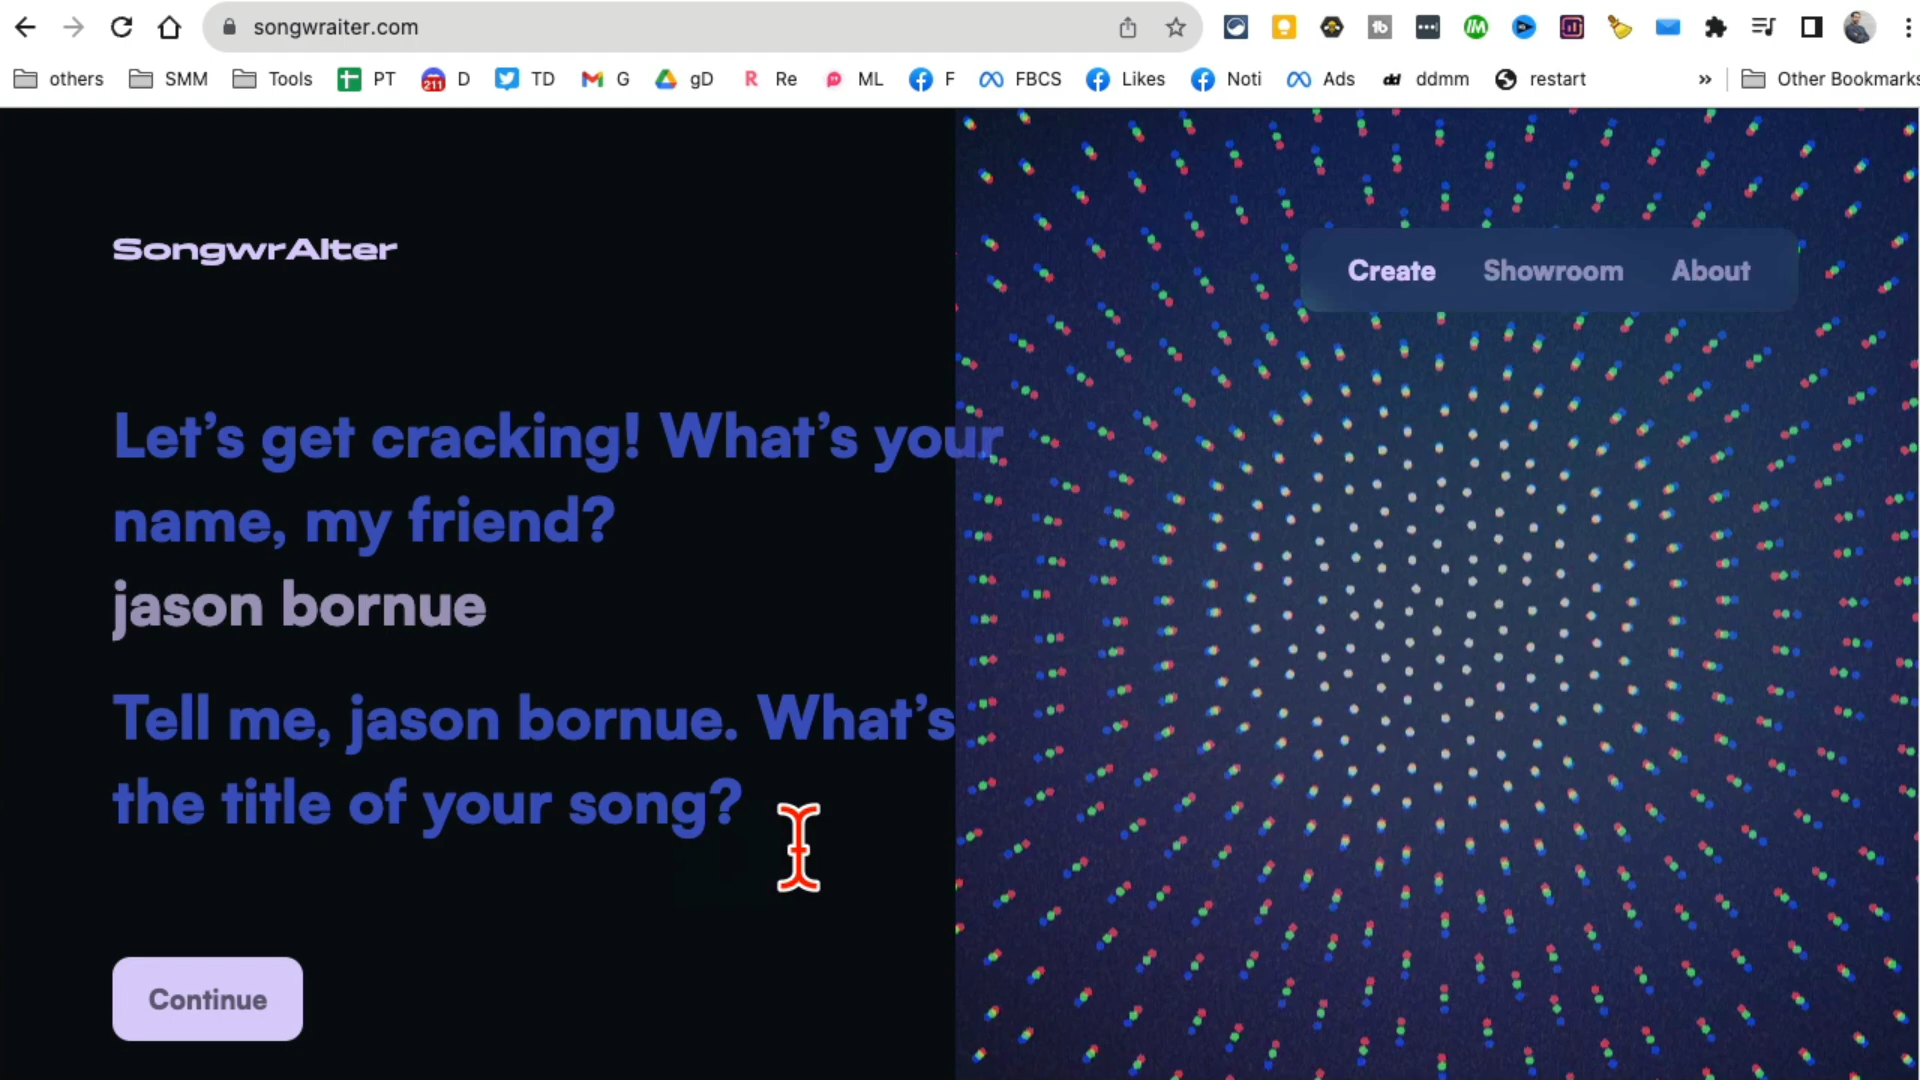 songwraiter.com
others SMM Tools PT 211 D TD G gD Re ML F FBCS Likes Noti Ads dd ddmm restart » Other Bookmarks
SongwrAIter
Create Showroom About
Let's get cracking! What's your
name, my friend?
jason bornue
Tell me, jason bornue. What's
the title of your song?
Continue